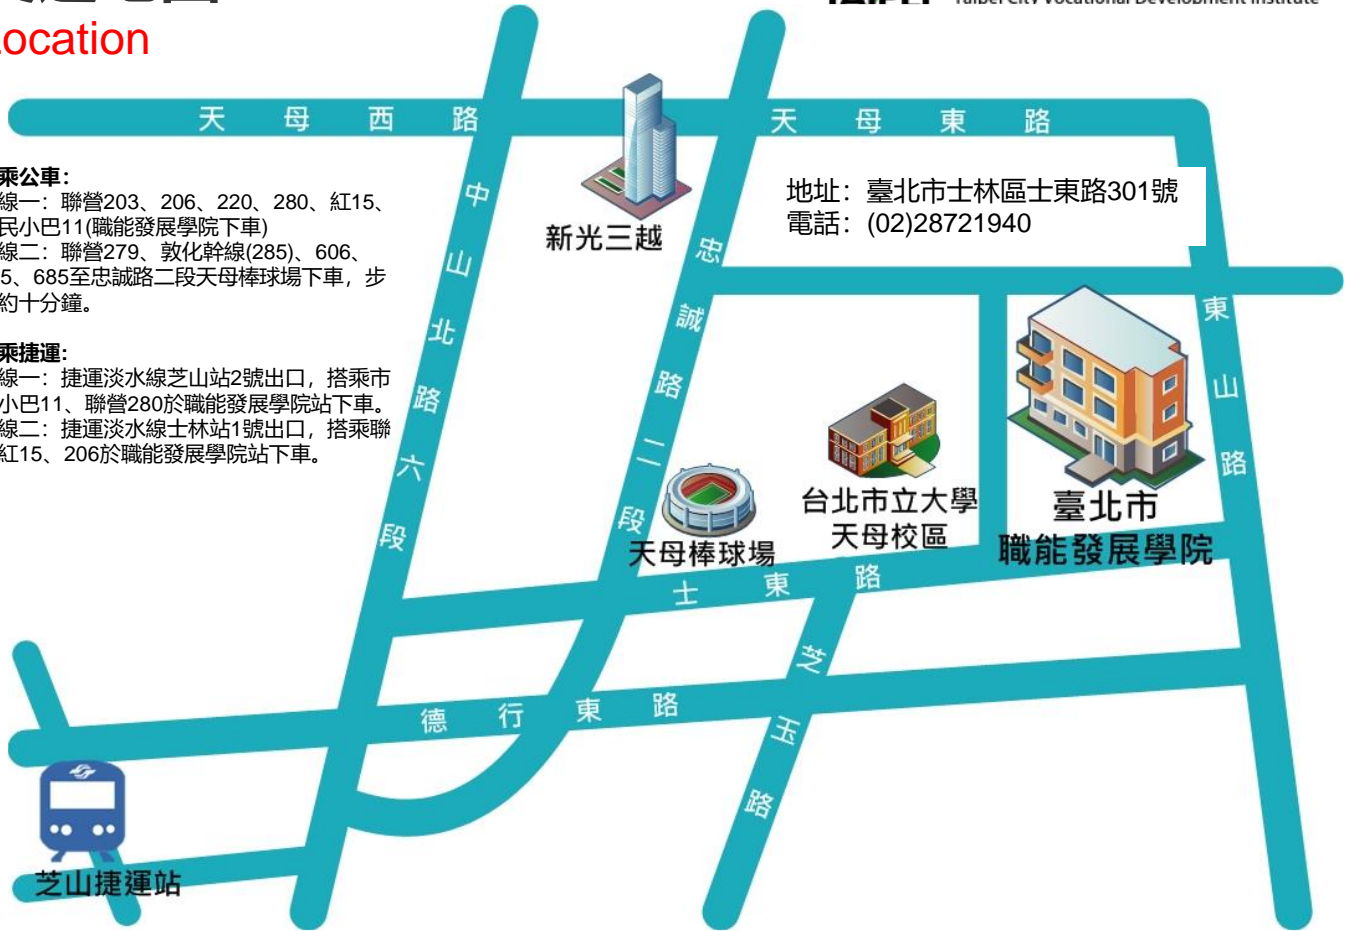 Location
Taipei City Vocational Development Institute
天母西路
天母東路
乘公車：
線一：聯營203、206、220、280、紅15、
民小巴11(職能發展學院下車)
線二：聯營279、敦化幹線(285)、606、
5、685至忠誠路二段天母棒球場下車，步
約十分鐘。
乘捷運:
線一：捷運淡水線芝山站2號出口，搭乘市
小巴11、聯營280於職能發展學院站下車。
線二：捷運淡水線士林站1號出口，搭乘聯
紅15、206於職能發展學院站下車。
中山北路六段
新光三越
忠誠路二段
地址：臺北市士林區士東路301號
電話：(02)28721940
東山路
天母棒球場
台北市立大學
天母校區
臺北市
職能發展學院
士東路
芝玉路
德行東路
芝山捷運站